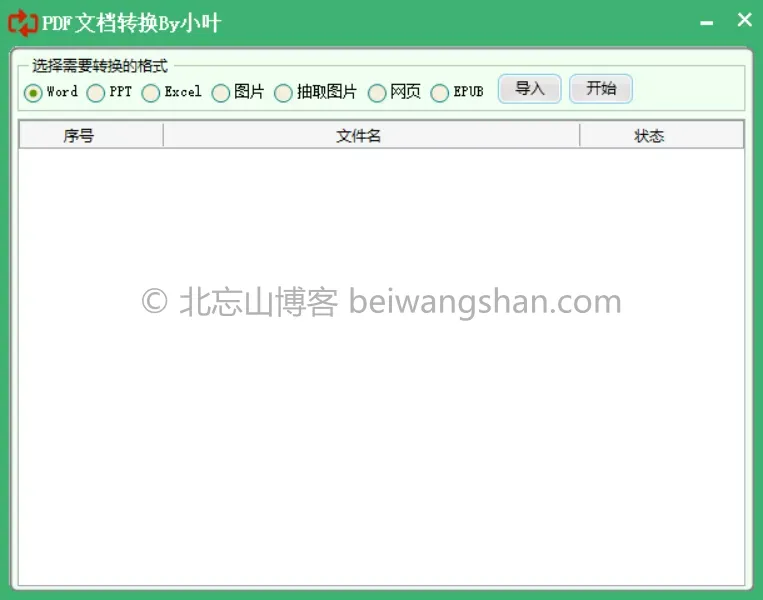 PDF文档转换By小叶
选择需要转换的格式
Word PPT Excel 图片 抽取图片 网页 EPUB 导入 开始
序号 文件名 状态
© 北忘山博客 beiwangshan.com